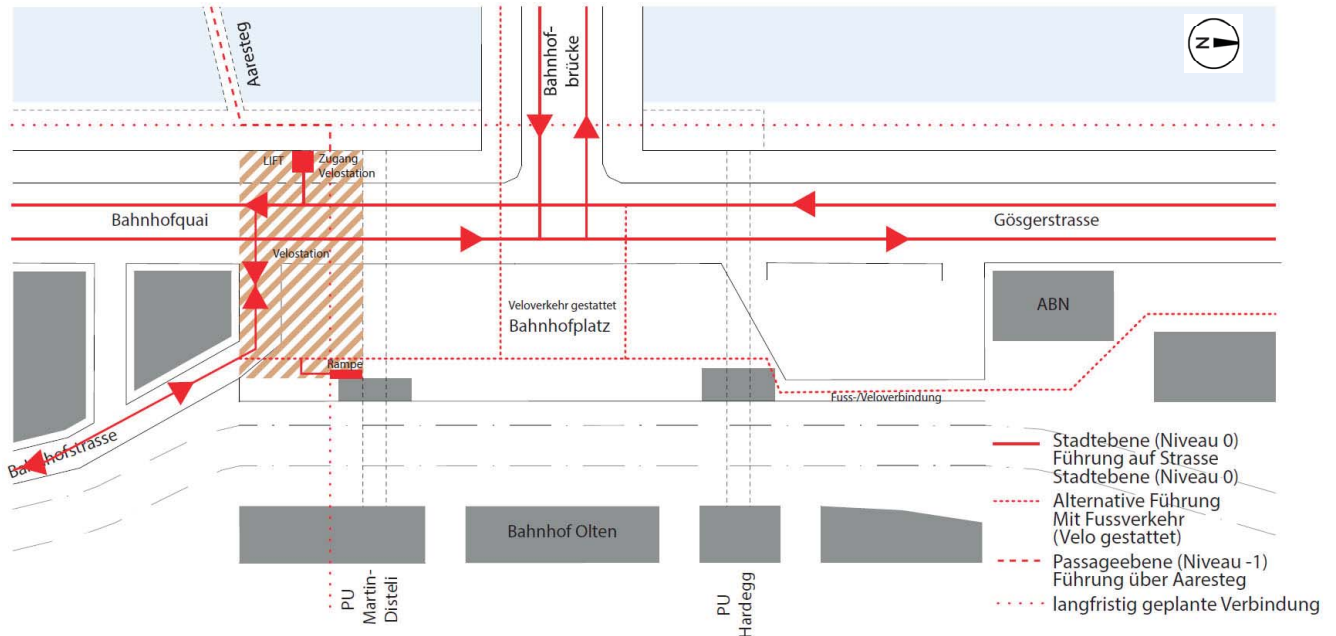 Aaresteg
Bahnhof-
brücke
N
LIFT
Zugang
Velostation
Bahnhofquai
Gösgerstrasse
Velostation
Veloverkehr gestattet
Bahnhofplatz
ABN
Rampe
Fuss-/Veloverbindung
Bahnhofstrasse
Bahnhof Olten
PU
Martin-
Disteli
PU
Hardegg
Stadtebene (Niveau 0)
Führung auf Strasse
Stadtebene (Niveau 0)
Alternative Führung
Mit Fussverkehr
(Velo gestattet)
Passageebene (Niveau -1)
Führung über Aaresteg
langfristig geplante Verbindung